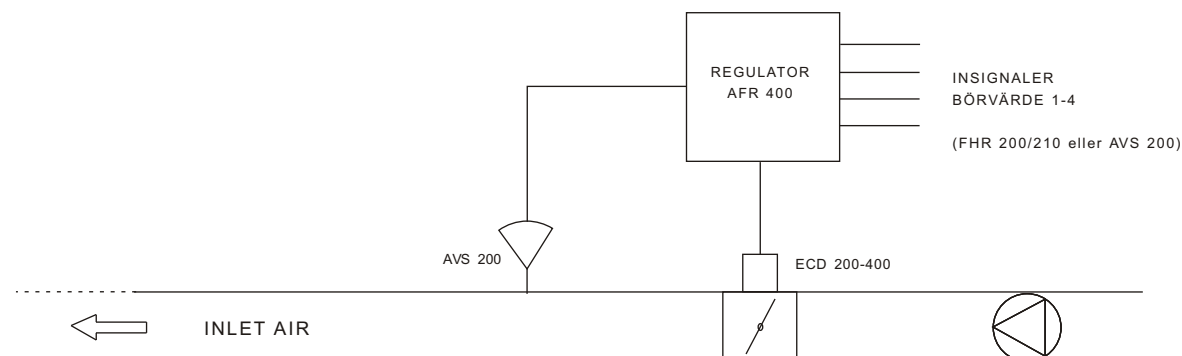 REGULATOR
AFR 400
INSIGNALER
BÖRVÄRDE 1-4
(FHR 200/210 eller AVS 200)
AVS 200
ECD 200-400
INLET AIR